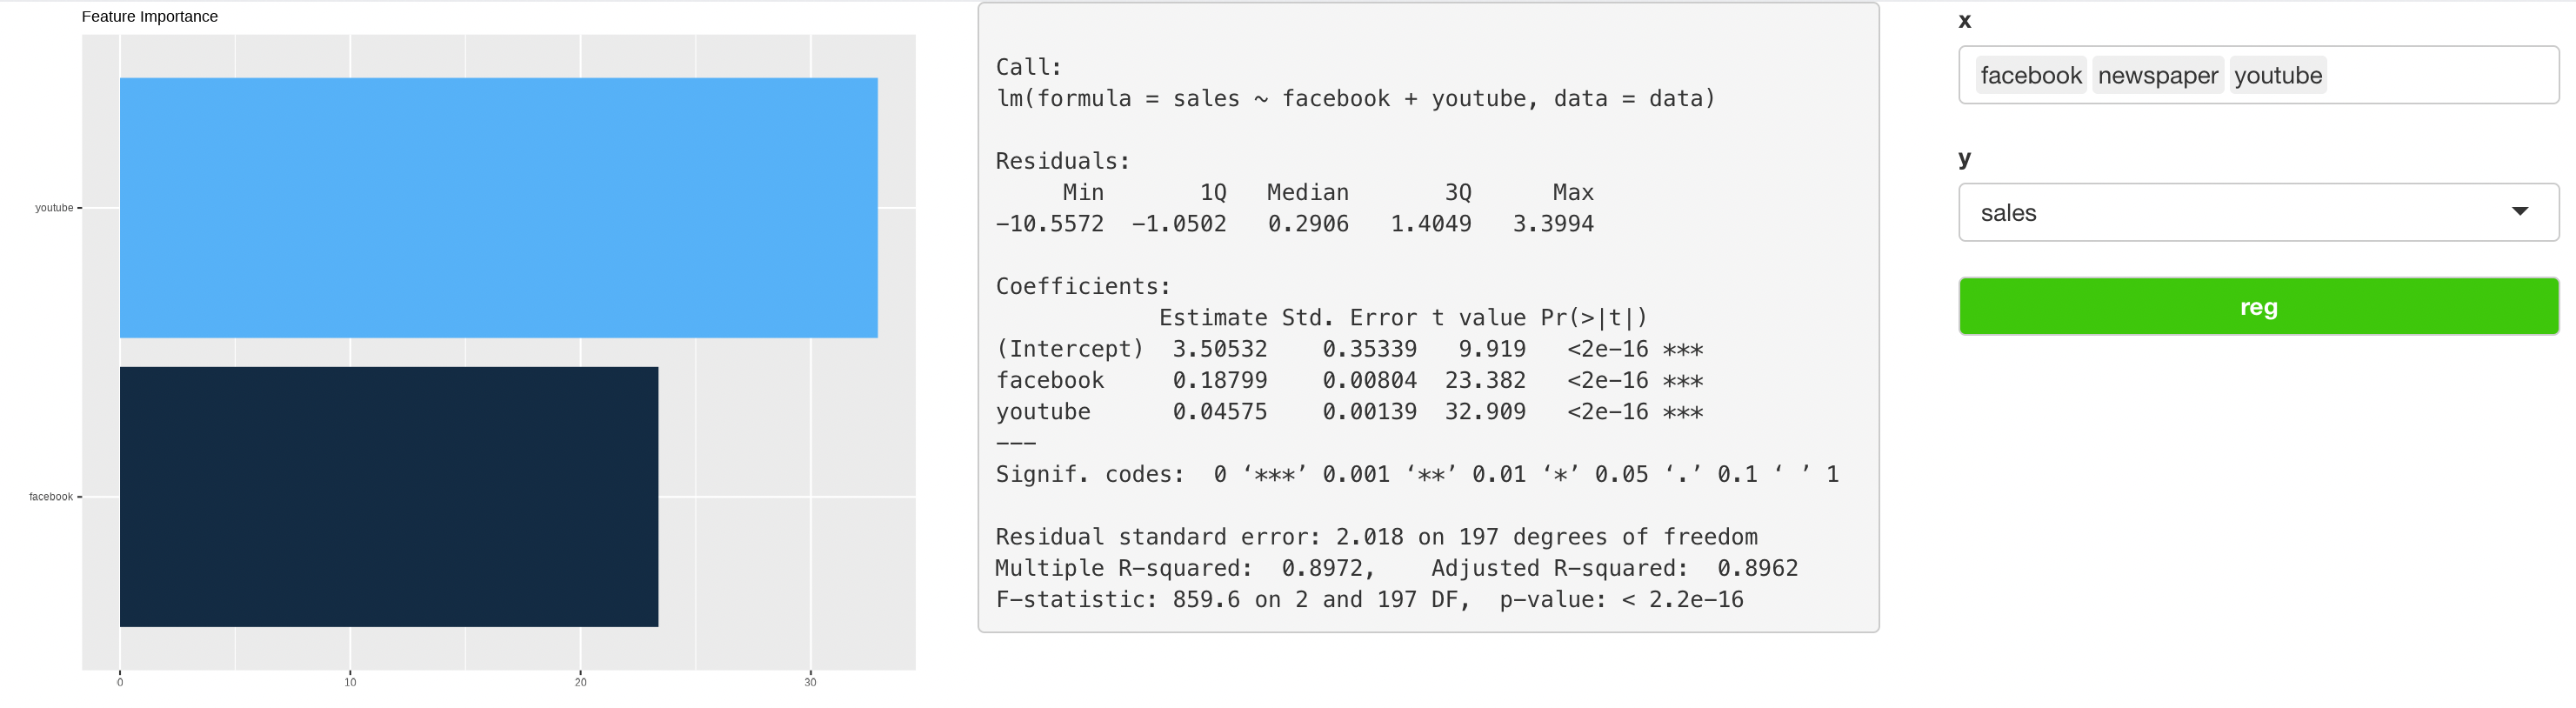 Feature Importance
youtube
facebook
0 10 20 30
Call:
lm(formula = sales ~ facebook + youtube, data = data)
Residuals:
     Min       1Q   Median       3Q      Max
−10.5572  −1.0502   0.2906   1.4049   3.3994
Coefficients:
            Estimate Std. Error t value Pr(>|t|)
(Intercept)  3.50532    0.35339   9.919   <2e−16 ***
facebook     0.18799    0.00804  23.382   <2e−16 ***
youtube      0.04575    0.00139  32.909   <2e−16 ***
−−−
Signif. codes:  0 ‘***’ 0.001 ‘**’ 0.01 ‘*’ 0.05 ‘.’ 0.1 ‘ ’ 1
Residual standard error: 2.018 on 197 degrees of freedom
Multiple R−squared:  0.8972,    Adjusted R−squared:  0.8962
F−statistic: 859.6 on 2 and 197 DF,  p−value: < 2.2e−16
x
facebook newspaper youtube
y
sales
reg